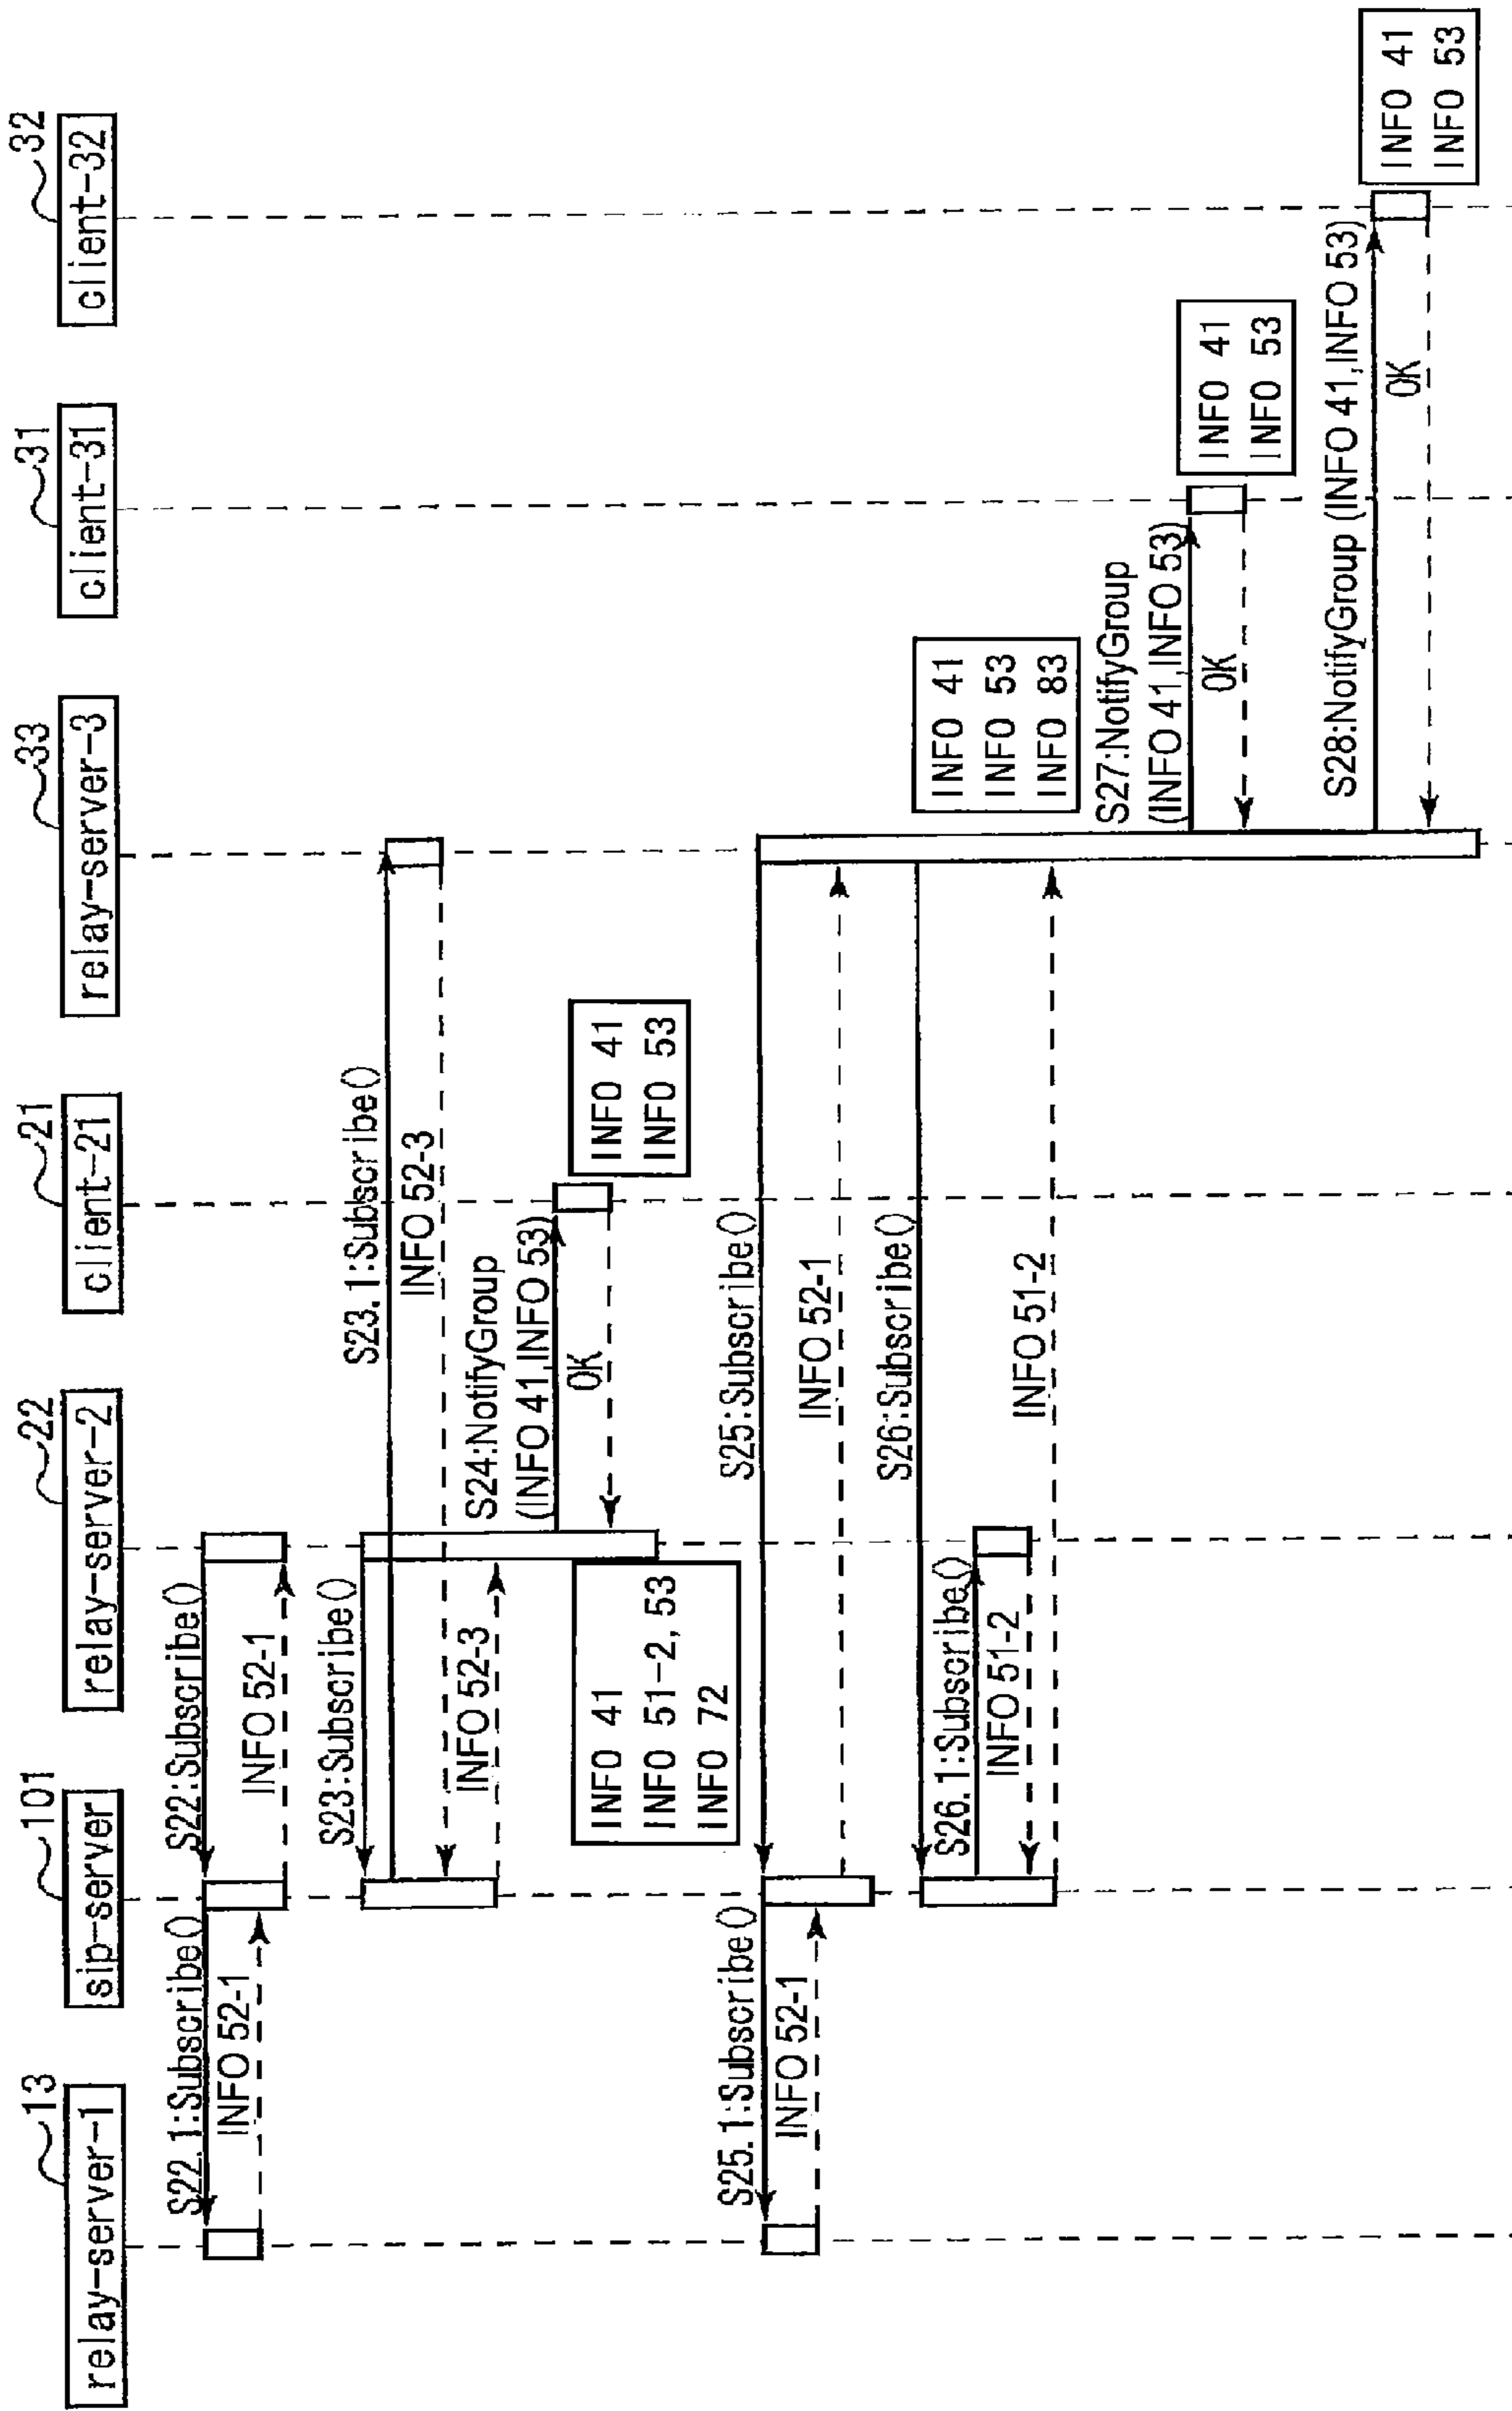 13
relay-server-1
101
sip-server
22
relay-server-2
21
client-21
33
relay-server-3
31
client-31
32
client-32
S22.1:Subscribe()
INFO 52-1
S22:Subscribe()
INFO 52-1
S23:Subscribe()
S23.1:Subscribe()
INFO 52-3
INFO 52-3
S24:NotifyGroup
(INFO 41,INFO 53)
OK
INFO 41
INFO 53
INFO 41
INFO 51-2, 53
INFO 72
S25:Subscribe()
S25.1:Subscribe()
INFO 52-1
INFO 52-1
S26:Subscribe()
S26.1:Subscribe()
INFO 51-2
INFO 51-2
INFO 41
INFO 53
INFO 83
S27:NotifyGroup
(INFO 41,INFO 53)
OK
INFO 41
INFO 53
S28:NotifyGroup (INFO 41,INFO 53)
OK
INFO 41
INFO 53